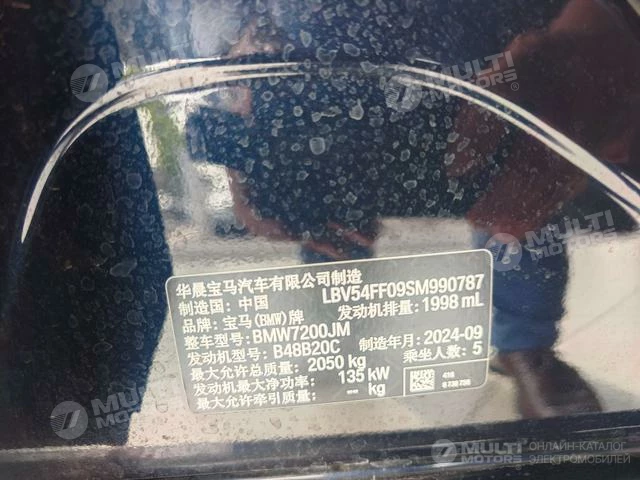 MULTI MOTORS®
MULTI MOTORS®
MULTI MOTORS®
华晨宝马汽车有限公司制造
制造国: 中国 LBV54FF09SM990787
品牌: 宝马(BMW)牌 发动机排量: 1998 mL
整车型号: BMW7200JM
发动机型号: B48B20C 制造年月: 2024-09
最大允许总质量: 2050 kg 乘坐人数: 5
发动机最大净功率: 135 kW
最大允许牵引质量: -- kg
416
MULTI MOTORS®
MULTI MOTORS
ОНЛАЙН-КАТАЛОГ
ЭЛЕКТРОМОБИЛЕЙ